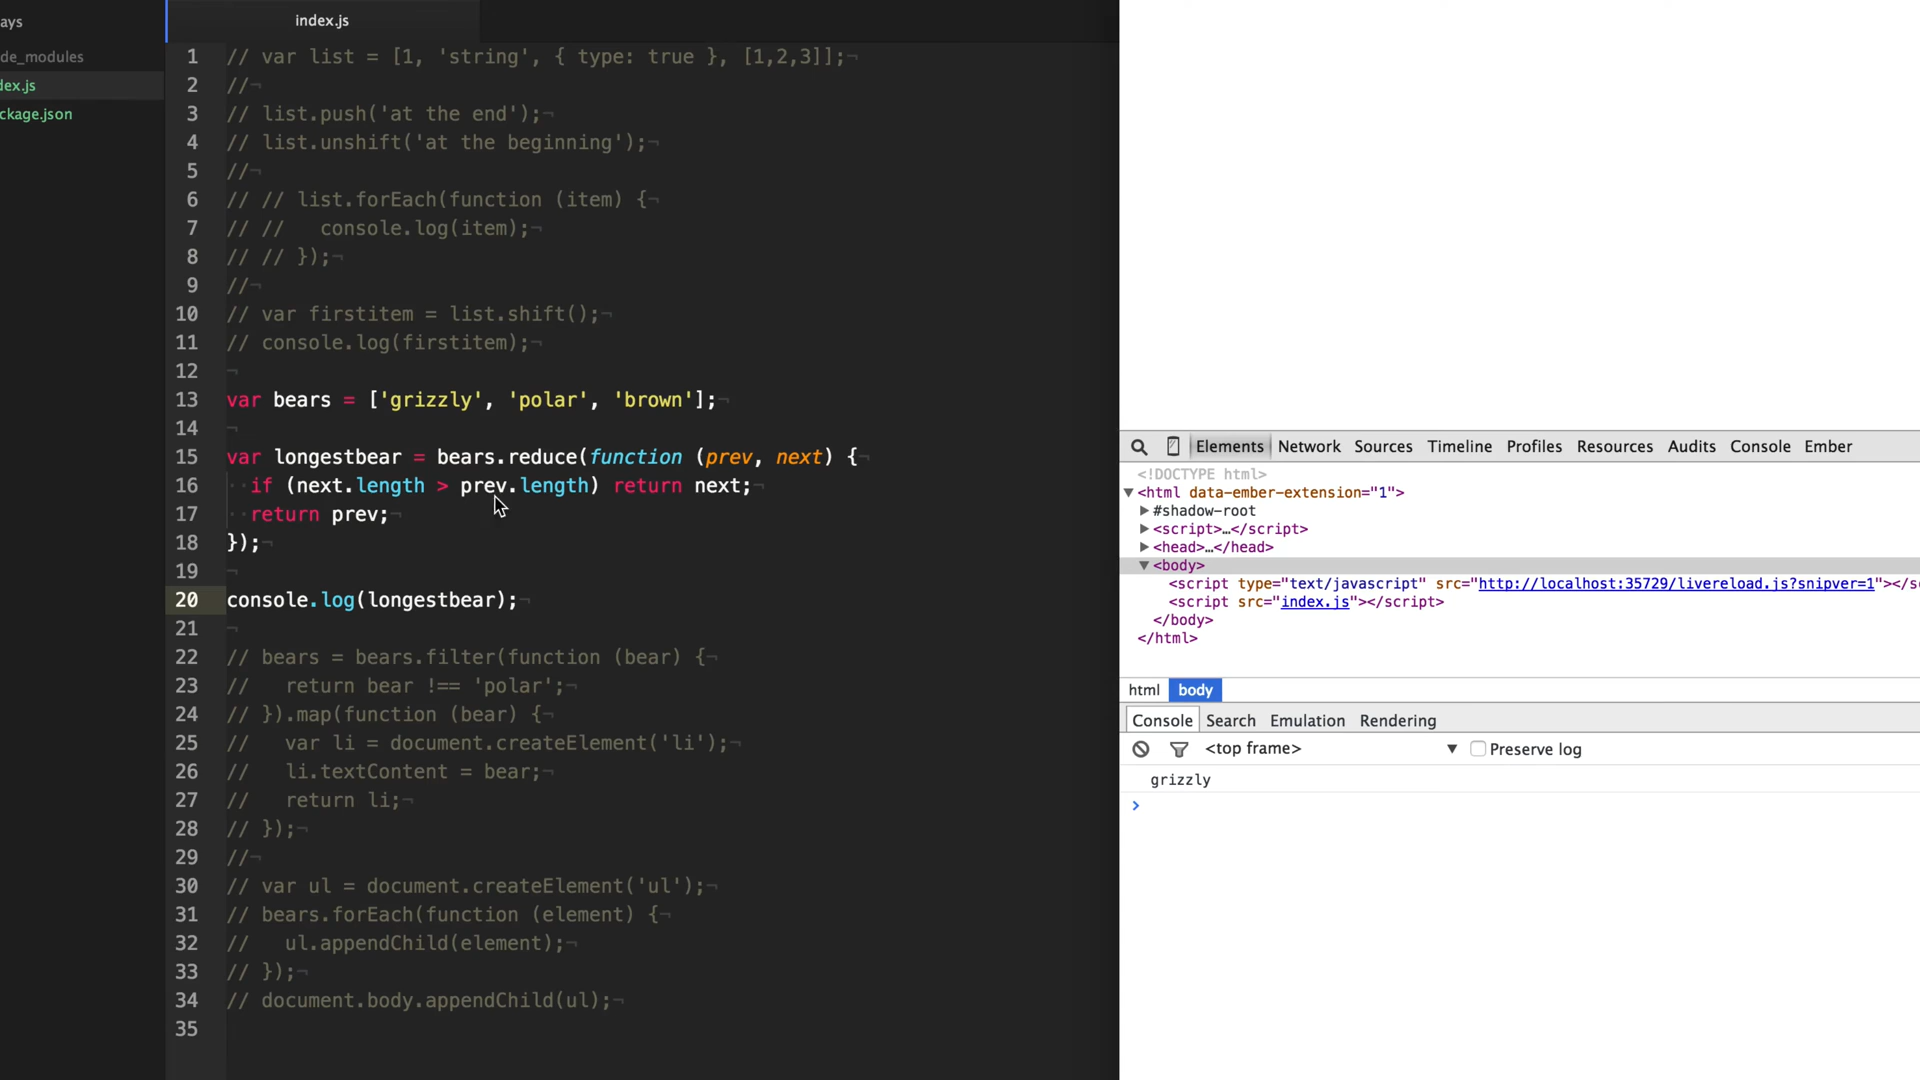 ays
index.js
de_modules
dex.js
ckage.json
1 // var list = [1, 'string', { type: true }, [1,2,3]];¬
2 //¬
3 // list.push('at the end');¬
4 // list.unshift('at the beginning');¬
5 //¬
6 // // list.forEach(function (item) {¬
7 // //   console.log(item);¬
8 // // });¬
9 //¬
10 // var firstitem = list.shift();¬
11 // console.log(firstitem);¬
12 ¬
13 var bears = ['grizzly', 'polar', 'brown'];¬
14 ¬
15 var longestbear = bears.reduce(function (prev, next) {¬
16 ··if (next.length > prev.length) return next;¬
17 ··return prev;¬
18 });¬
19 ¬
20 console.log(longestbear);¬
21 ¬
22 // bears = bears.filter(function (bear) {¬
23 //   return bear !== 'polar';¬
24 // }).map(function (bear) {¬
25 //   var li = document.createElement('li');¬
26 //   li.textContent = bear;¬
27 //   return li;¬
28 // });¬
29 //¬
30 // var ul = document.createElement('ul');¬
31 // bears.forEach(function (element) {¬
32 //   ul.appendChild(element);¬
33 // });¬
34 // document.body.appendChild(ul);¬
35
Elements Network Sources Timeline Profiles Resources Audits Console Ember
<!DOCTYPE html>
▼<html data-ember-extension="1">
▶#shadow-root
▶<script>…</script>
▶<head>…</head>
▼<body>
<script type="text/javascript" src="http://localhost:35729/livereload.js?snipver=1"></s
<script src="index.js"></script>
</body>
</html>
html body
Console Search Emulation Rendering
<top frame> ▼ Preserve log
grizzly
>